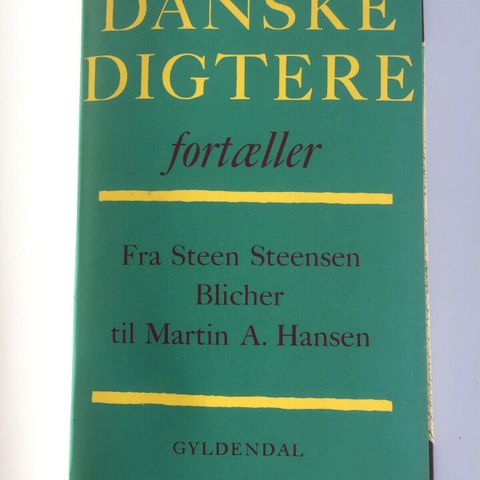 DANSKE
DIGTERE
fortæller
Fra Steen Steensen
Blicher
til Martin A. Hansen
GYLDENDAL